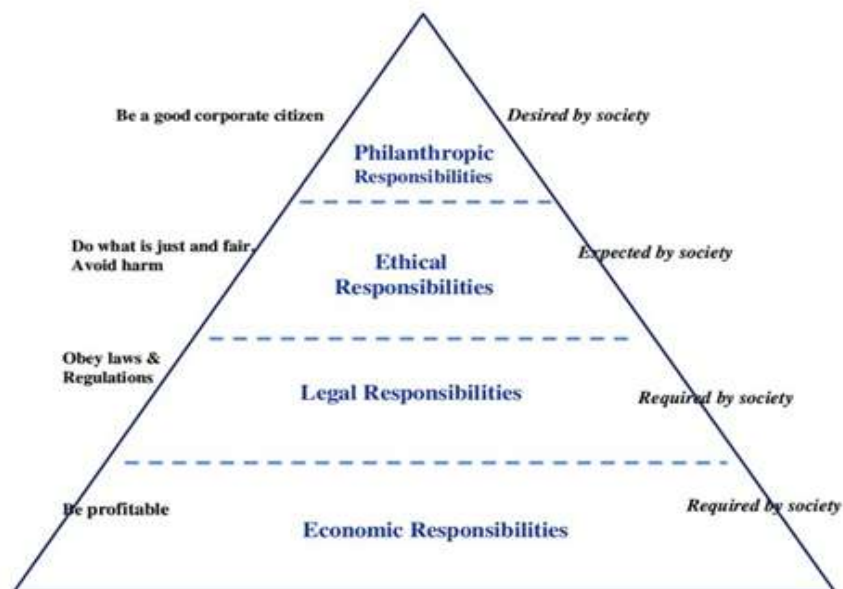 Be a good corporate citizen
Desired by society
Philanthropic
Responsibilities
Do what is just and fair,
Avoid harm
Expected by society
Ethical
Responsibilities
Obey laws &
Regulations
Legal Responsibilities
Required by society
Be profitable
Required by society
Economic Responsibilities